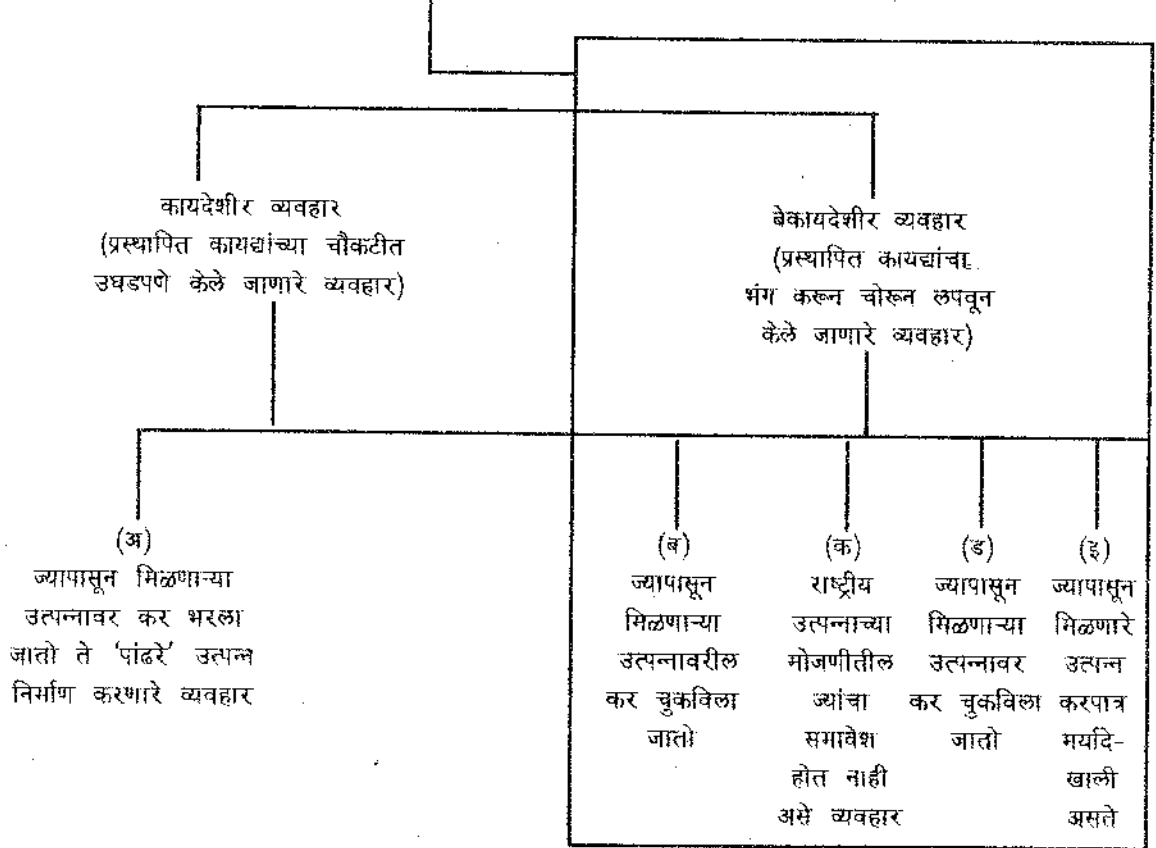 कायदेशीर व्यवहार
(प्रस्थापित कायद्यांच्या चौकटीत
उघडपणे केले जाणारे व्यवहार)
बेकायदेशीर व्यवहार
(प्रस्थापित कायद्यांचा
भंग करून चोरून लपवून
केले जाणारे व्यवहार)
(अ)
ज्यापासून मिळणाऱ्या
उत्पन्नावर कर भरला
जातो ते 'पांढरे' उत्पन्न
निर्माण करणारे व्यवहार
(ब)
ज्यापासून
मिळणाऱ्या
उत्पन्नावरील
कर चुकविला
जातो
(क)
राष्ट्रीय
उत्पन्नाच्या
मोजणीतील
ज्यांचा
समावेश
होत नाही
असे व्यवहार
(ड)
ज्यापासून
मिळणाऱ्या
उत्पन्नावर
कर चुकविला
जातो
(इ)
ज्यापासून
मिळणारे
उत्पन्न
करपात्र
मर्यादे-
खाली
असते